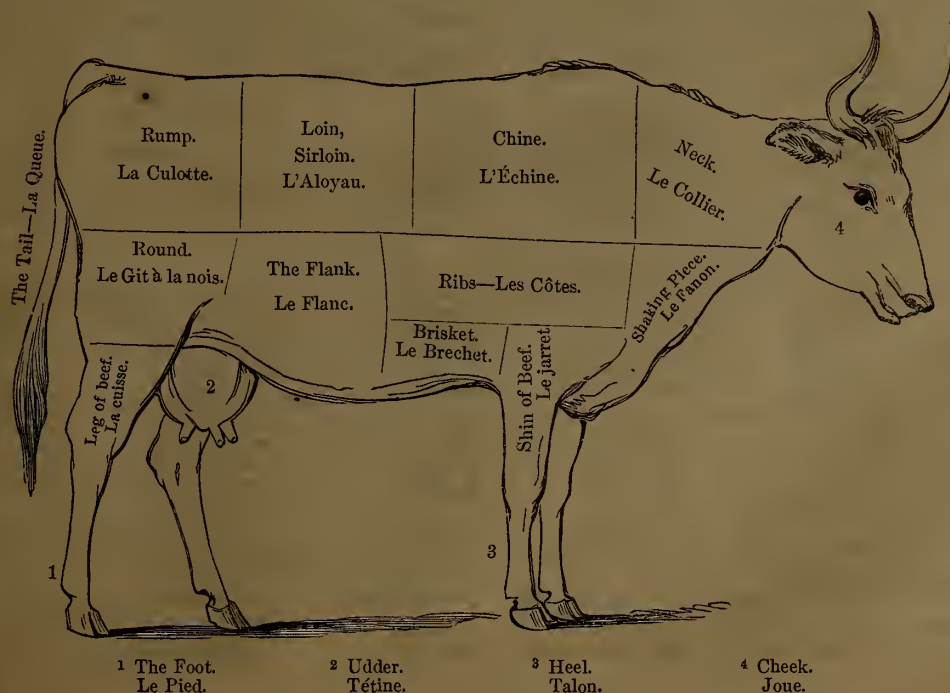 The Tail—La Queue.
Rump.
La Culotte.
Loin,
Sirloin.
L'Aloyau.
Chine.
L'Échine.
Neck.
Le Collier.
4
Round.
Le Git à la nois.
The Flank.
Le Flanc.
Ribs—Les Côtes.
Shaking Piece.
Le Fanon.
Brisket.
Le Brechet.
Shin of Beef.
Le jarret
Leg of beef.
La cuisse.
2
3
1
1 The Foot.
Le Pied.
2 Udder.
Tétine.
3 Heel.
Talon.
4 Cheek.
Joue.